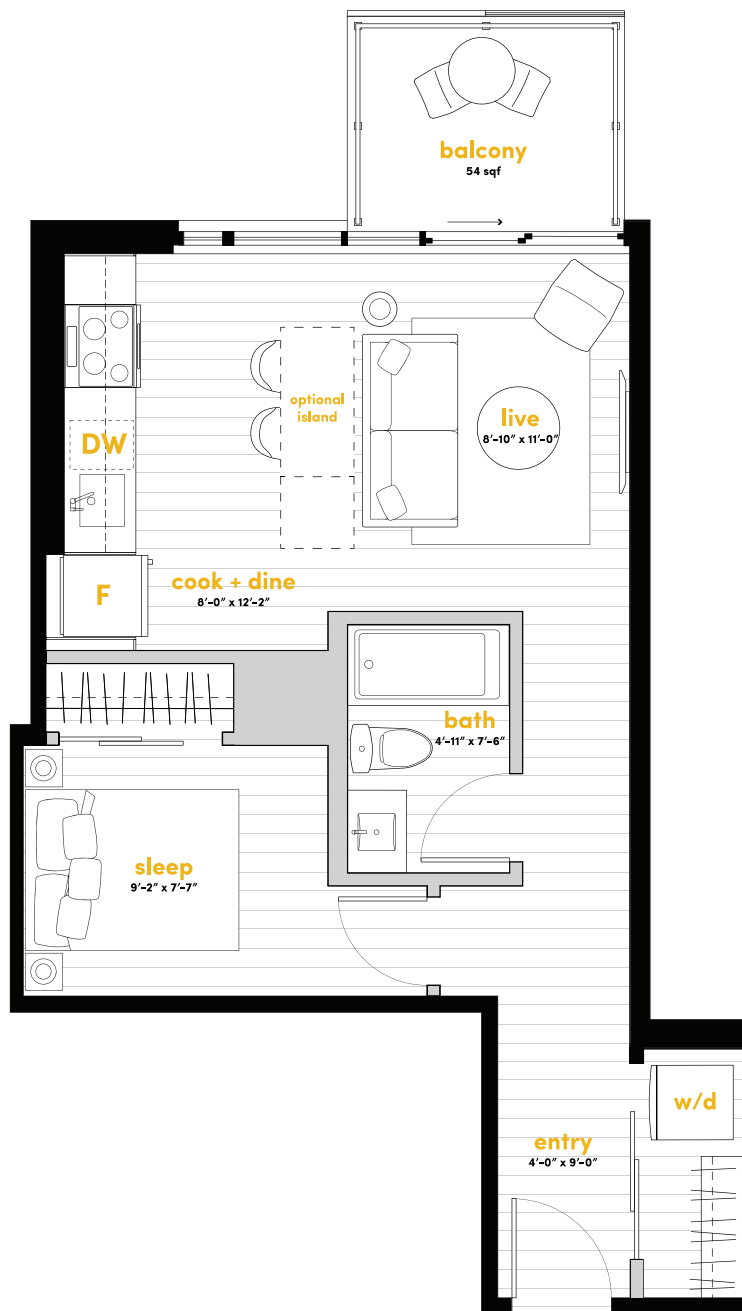 balcony
54 sqf
optional
island
live
8'-10" x 11'-0"
DW
F
cook + dine
8'-0" x 12'-2"
bath
4'-11" x 7'-6"
sleep
9'-2" x 7'-7"
w/d
entry
4'-0" x 9'-0"